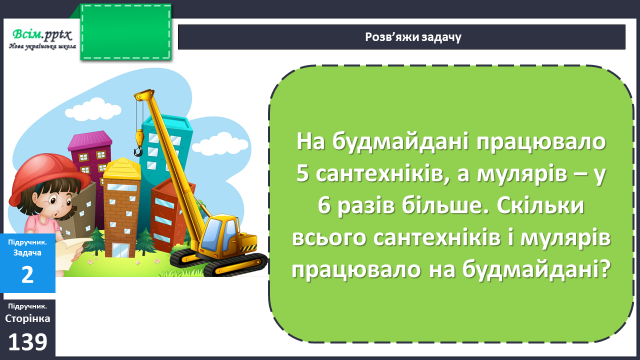 Всім.pptx
Нова українська школа
Розв’яжи задачу
На будмайдані працювало
5 сантехніків, а мулярів – у
6 разів більше. Скільки
всього сантехніків і мулярів
працювало на будмайдані?
Підручник.
Задача
2
Підручник.
Сторінка
139